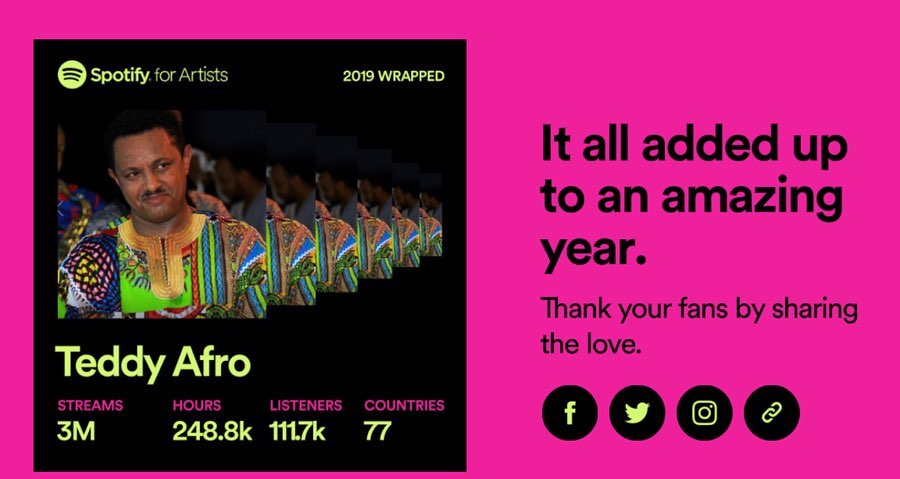 Spotify for Artists
2019 WRAPPED
Teddy Afro
STREAMS HOURS LISTENERS COUNTRIES
3M 248.8k 111.7k 77
It all added up
to an amazing
year.
Thank your fans by sharing
the love.